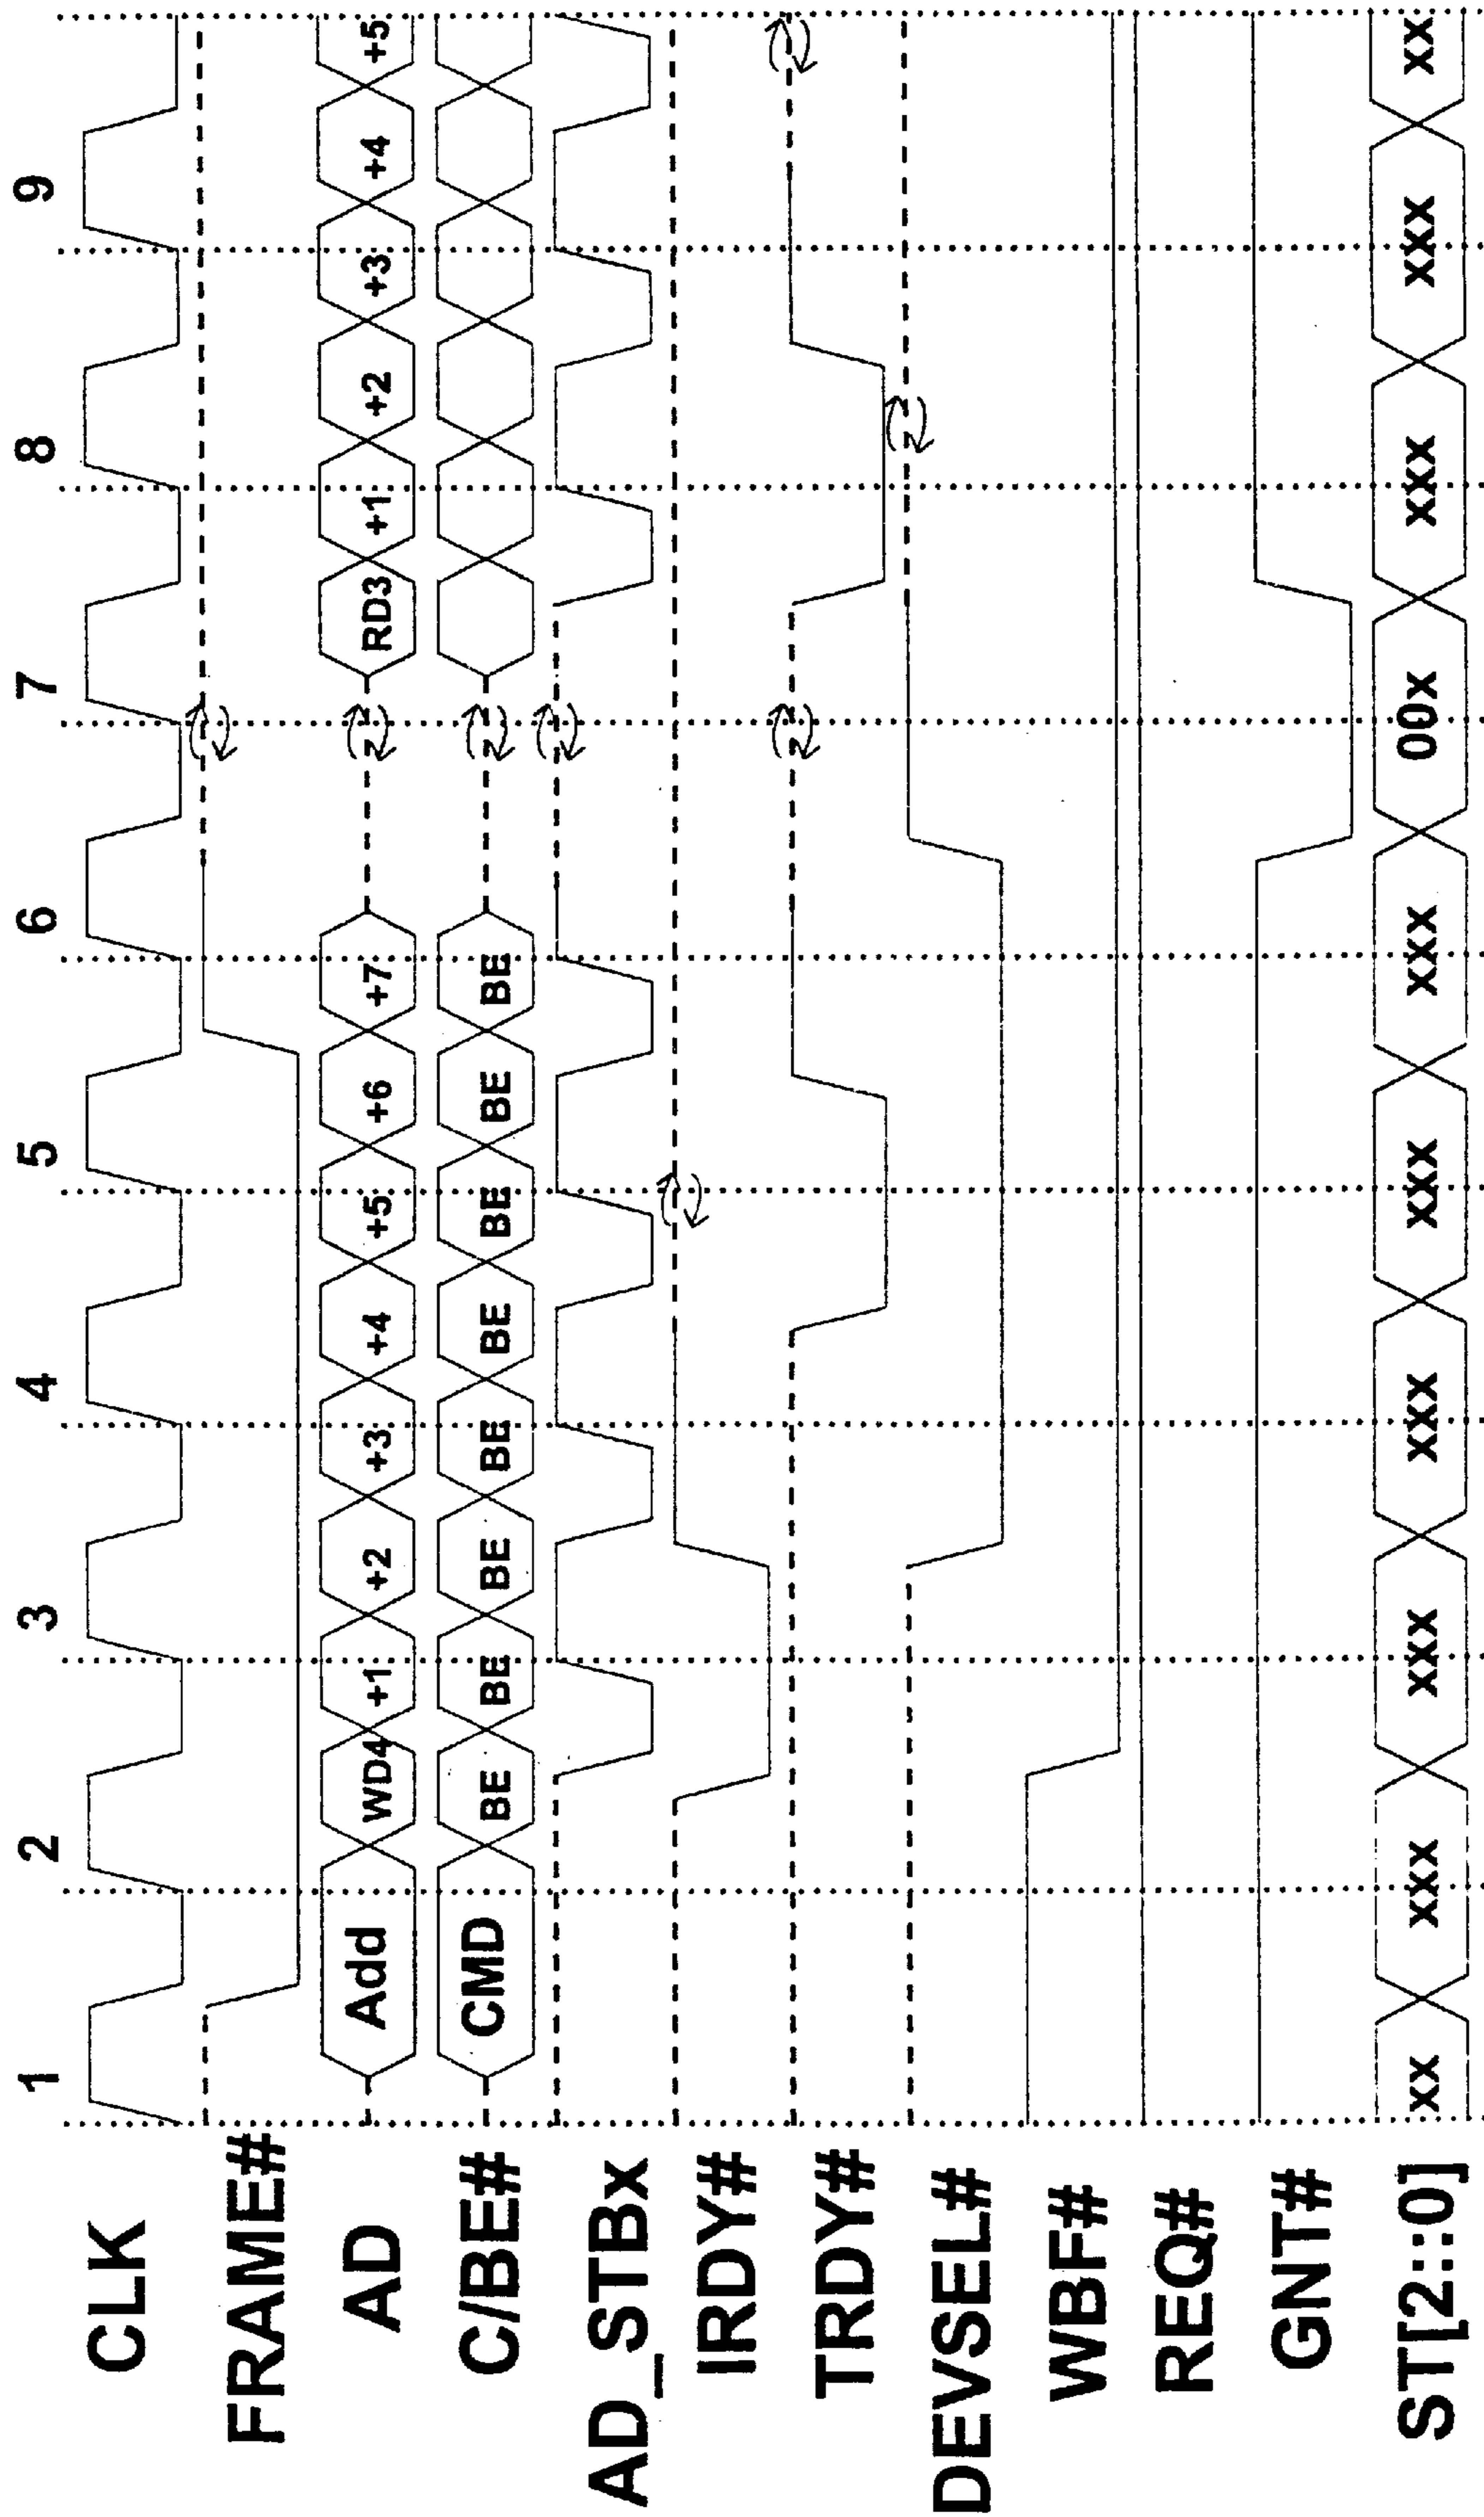 1 2 3 4 5 6 7 8 9
CLK
FRAME#
AD Add WD4 +1 +2 +3 +4 +5 +6 +7 RD3 +1 +2 +3 +4 +5
C/BE# CMD BE BE BE BE BE BE BE BE
AD_STBx
IRDY#
TRDY#
DEVSEL#
WBF#
REQ#
GNT#
ST[2::0] xx xxx xxx xxx xxx xxx 00x xxx xxx xx